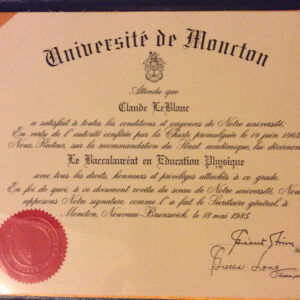 Université de Moncton
Attendu que
Claude LeBlanc
a satisfait à toutes les conditions et exigences de Notre université:
En vertu de l'autorité conférée par la Charte promulguée le 19 juin 1963
Nous, Recteur, sur la recommandation du Sénat académique, lui décernons
Le Baccalauréat en Education Physique
avec tous les droits, honneurs et privilèges attachés à ce grade.
En foi de quoi, à ce document revêtu du sceau de Notre université, Nous
apposons Notre signature, comme l'a fait le Secrétaire général, à
Moncton, Nouveau-Brunswick, le 18 mai 1985.